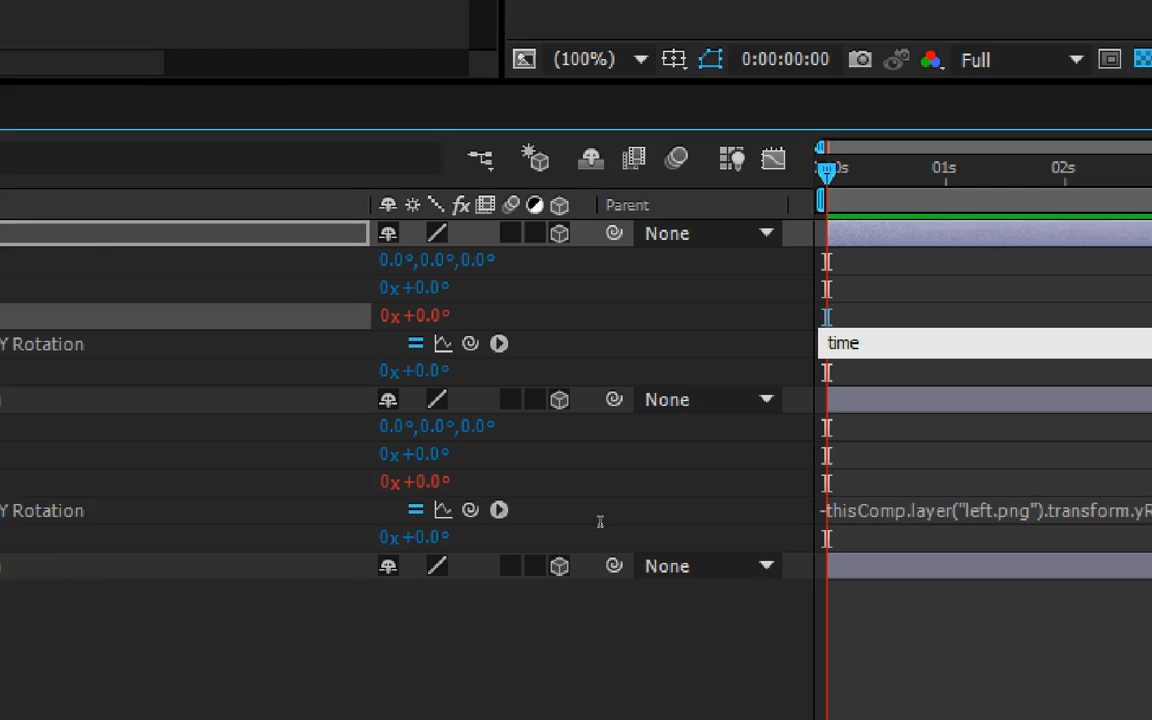 (100%) 0:00:00:00 Full
0s 01s 02s
fx Parent
None
0.0°,0.0°,0.0°
0x+0.0°
0x+0.0°
Y Rotation time
0x+0.0°
None
0.0°,0.0°,0.0°
0x+0.0°
0x+0.0°
Y Rotation -thisComp.layer("left.png").transform.yR
0x+0.0°
None